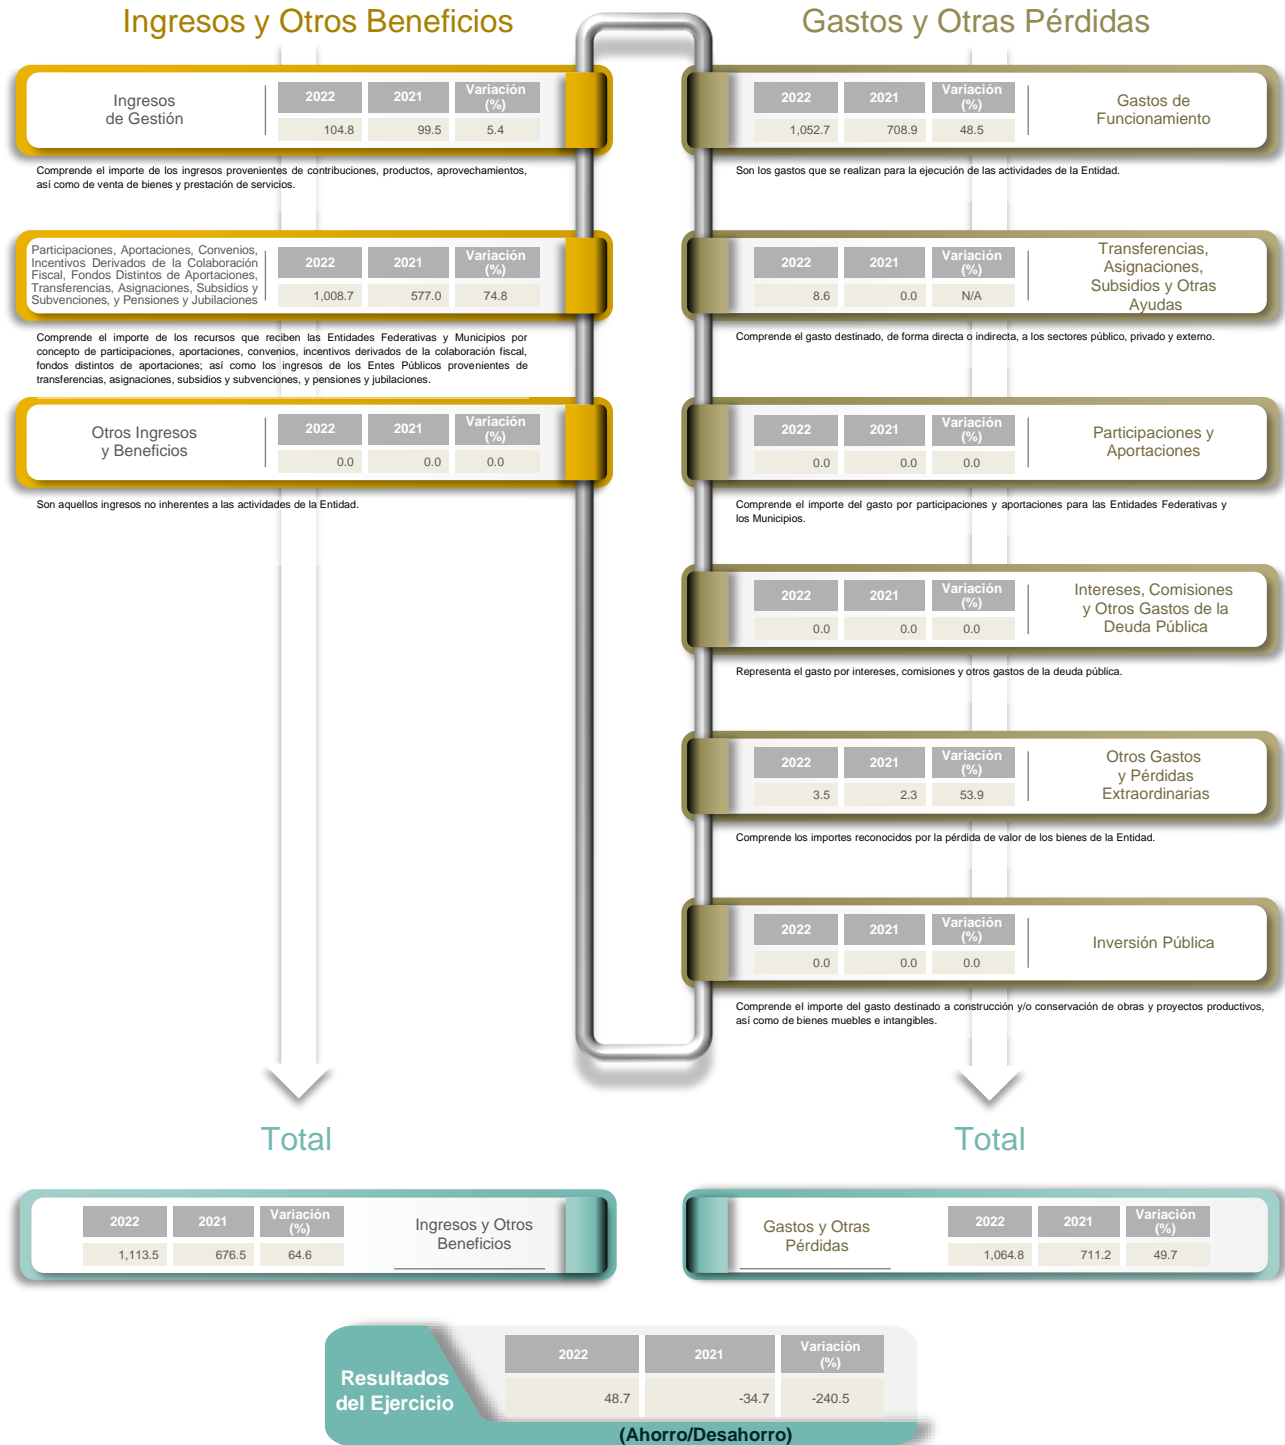 Ingresos y Otros Beneficios
Ingresos
de Gestión
2022 2021 Variación (%)
104.8 99.5 5.4
Comprende el importe de los ingresos provenientes de contribuciones, productos, aprovechamientos,
así como de venta de bienes y prestación de servicios.
Participaciones, Aportaciones, Convenios,
Incentivos Derivados de la Colaboración
Fiscal, Fondos Distintos de Aportaciones,
Transferencias, Asignaciones, Subsidios y
Subvenciones, y Pensiones y Jubilaciones
2022 2021 Variación (%)
1,008.7 577.0 74.8
Comprende el importe de los recursos que reciben las Entidades Federativas y Municipios por
concepto de participaciones, aportaciones, convenios, incentivos derivados de la colaboración fiscal,
fondos distintos de aportaciones; así como los ingresos de los Entes Públicos provenientes de
transferencias, asignaciones, subsidios y subvenciones, y pensiones y jubilaciones.
Otros Ingresos
y Beneficios
2022 2021 Variación (%)
0.0 0.0 0.0
Son aquellos ingresos no inherentes a las actividades de la Entidad.
Gastos y Otras Pérdidas
2022 2021 Variación (%)
1,052.7 708.9 48.5
Gastos de
Funcionamiento
Son los gastos que se realizan para la ejecución de las actividades de la Entidad.
2022 2021 Variación (%)
8.6 0.0 N/A
Transferencias,
Asignaciones,
Subsidios y Otras
Ayudas
Comprende el gasto destinado, de forma directa o indirecta, a los sectores público, privado y externo.
2022 2021 Variación (%)
0.0 0.0 0.0
Participaciones y
Aportaciones
Comprende el importe del gasto por participaciones y aportaciones para las Entidades Federativas y
los Municipios.
2022 2021 Variación (%)
0.0 0.0 0.0
Intereses, Comisiones
y Otros Gastos de la
Deuda Pública
Representa el gasto por intereses, comisiones y otros gastos de la deuda pública.
2022 2021 Variación (%)
3.5 2.3 53.9
Otros Gastos
y Pérdidas
Extraordinarias
Comprende los importes reconocidos por la pérdida de valor de los bienes de la Entidad.
2022 2021 Variación (%)
0.0 0.0 0.0
Inversión Pública
Comprende el importe del gasto destinado a construcción y/o conservación de obras y proyectos productivos,
así como de bienes muebles e intangibles.
Total
2022 2021 Variación (%)
1,113.5 676.5 64.6
Ingresos y Otros
Beneficios
Total
Gastos y Otras
Pérdidas
2022 2021 Variación (%)
1,064.8 711.2 49.7
Resultados
del Ejercicio
2022 2021 Variación (%)
48.7 -34.7 -240.5
(Ahorro/Desahorro)